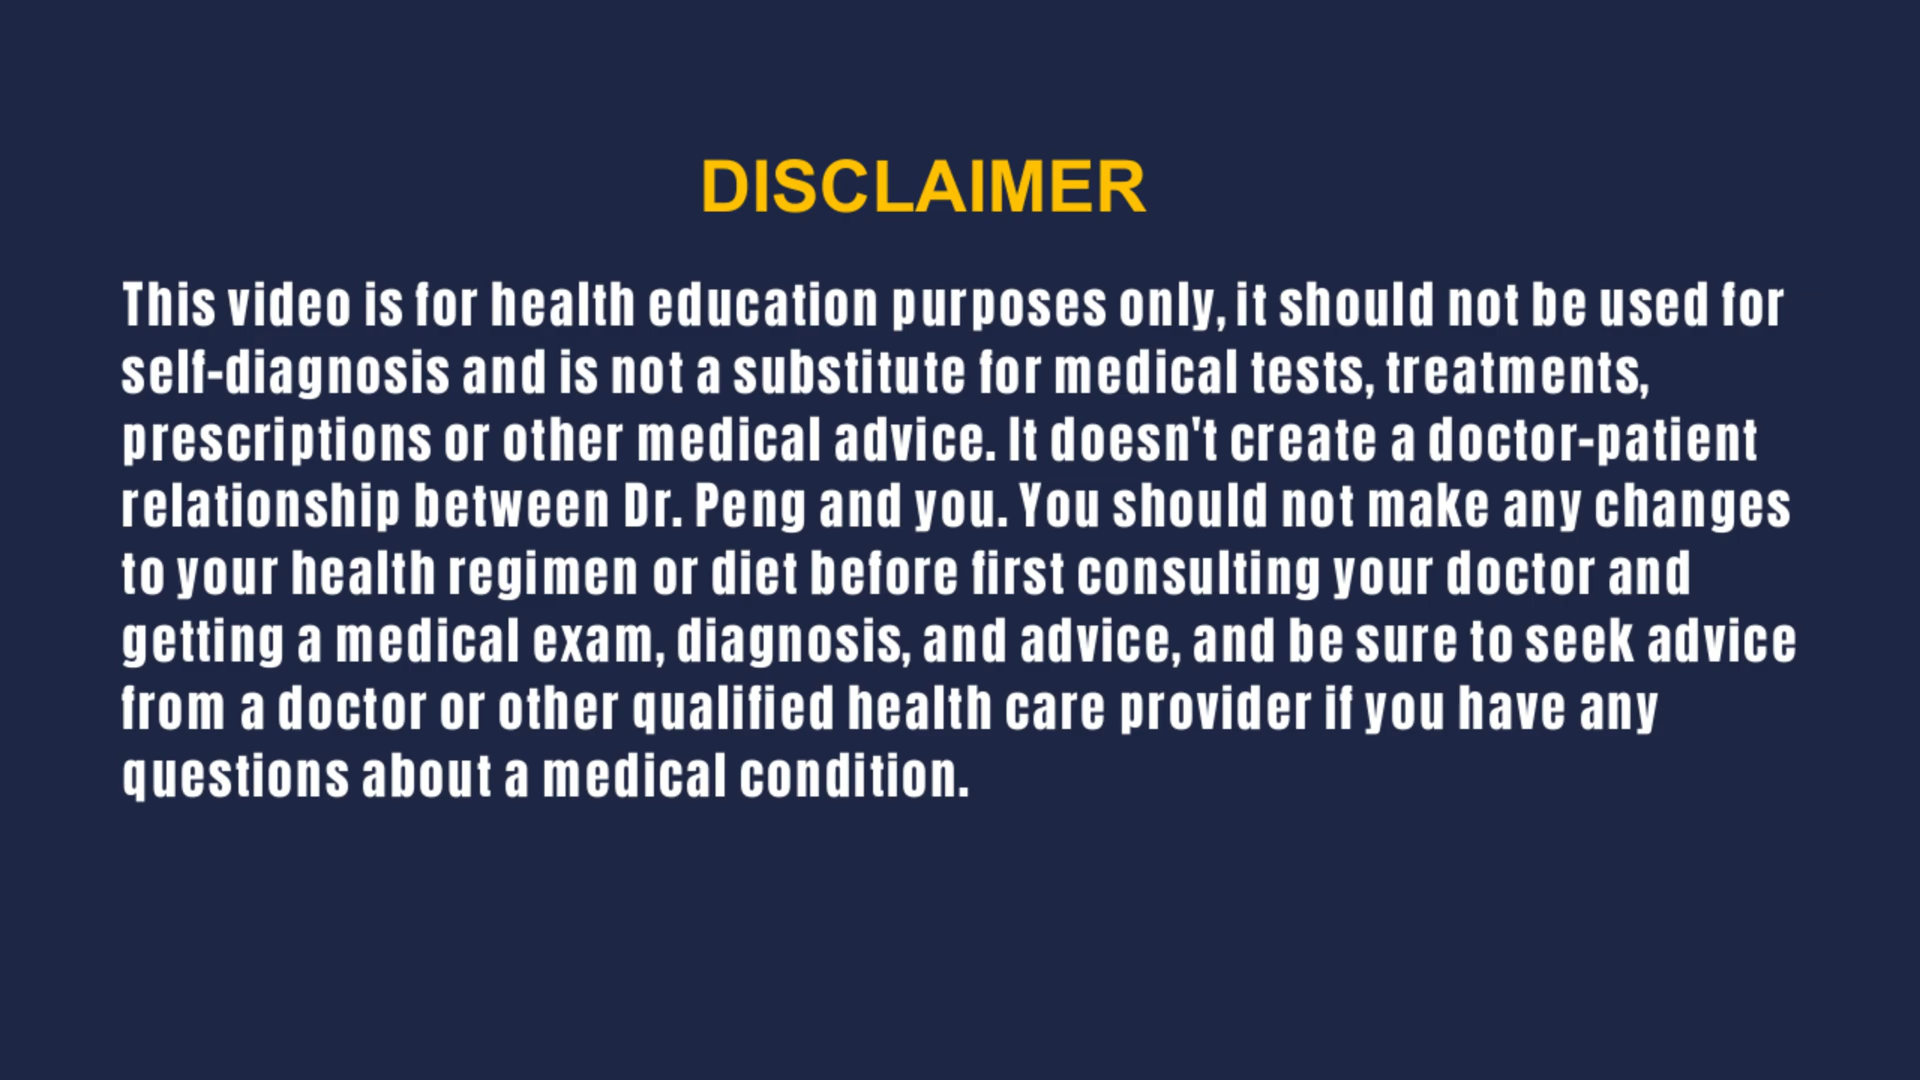 DISCLAIMER
This video is for health education purposes only, it should not be used for
self-diagnosis and is not a substitute for medical tests, treatments,
prescriptions or other medical advice. It doesn't create a doctor-patient
relationship between Dr. Peng and you. You should not make any changes
to your health regimen or diet before first consulting your doctor and
getting a medical exam, diagnosis, and advice, and be sure to seek advice
from a doctor or other qualified health care provider if you have any
questions about a medical condition.